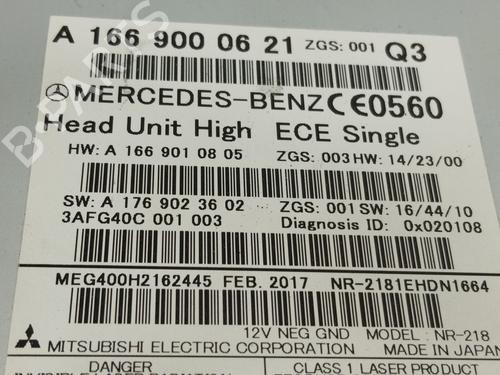 A 166 900 0621 ZGS: 001 Q3
MERCEDES-BENZ CE0560
Head Unit High ECE Single
HW: A 166 901 08 05 ZGS: 003 HW: 14/23/00
SW: A 176 902 36 02 ZGS: 001 SW: 16/44/10
3AFG40C 001 003 Diagnosis ID: 0x020108
MEG400H2162445 FEB. 2017 NR-2181EHDN1664
12V NEG GND MODEL: NR-218
MITSUBISHI ELECTRIC CORPORATION MADE IN JAPAN
DANGER CLASS 1 LASER PRODUCT
B-PARTS